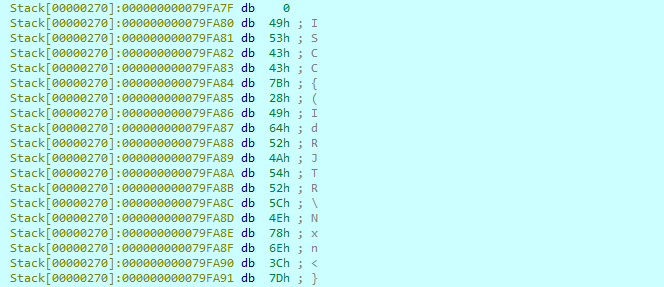 Stack[00000270]:000000000079FA7F db    0
Stack[00000270]:000000000079FA80 db  49h ; I
Stack[00000270]:000000000079FA81 db  53h ; S
Stack[00000270]:000000000079FA82 db  43h ; C
Stack[00000270]:000000000079FA83 db  43h ; C
Stack[00000270]:000000000079FA84 db  7Bh ; {
Stack[00000270]:000000000079FA85 db  28h ; (
Stack[00000270]:000000000079FA86 db  49h ; I
Stack[00000270]:000000000079FA87 db  64h ; d
Stack[00000270]:000000000079FA88 db  52h ; R
Stack[00000270]:000000000079FA89 db  4Ah ; J
Stack[00000270]:000000000079FA8A db  54h ; T
Stack[00000270]:000000000079FA8B db  52h ; R
Stack[00000270]:000000000079FA8C db  5Ch ; \
Stack[00000270]:000000000079FA8D db  4Eh ; N
Stack[00000270]:000000000079FA8E db  78h ; x
Stack[00000270]:000000000079FA8F db  6Eh ; n
Stack[00000270]:000000000079FA90 db  3Ch ; <
Stack[00000270]:000000000079FA91 db  7Dh ; }